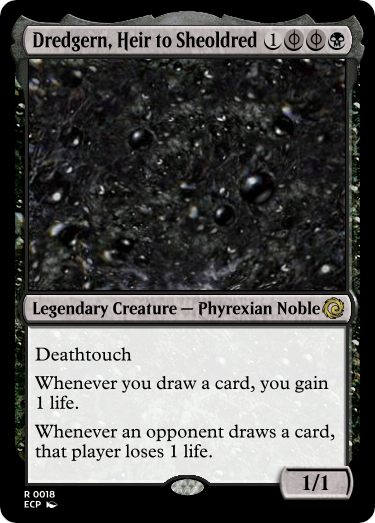 Dredgern, Heir to Sheoldred 1
Legendary Creature — Phyrexian Noble
Deathtouch
Whenever you draw a card, you gain
1 life.
Whenever an opponent draws a card,
that player loses 1 life.
1/1
R 0018
ECP